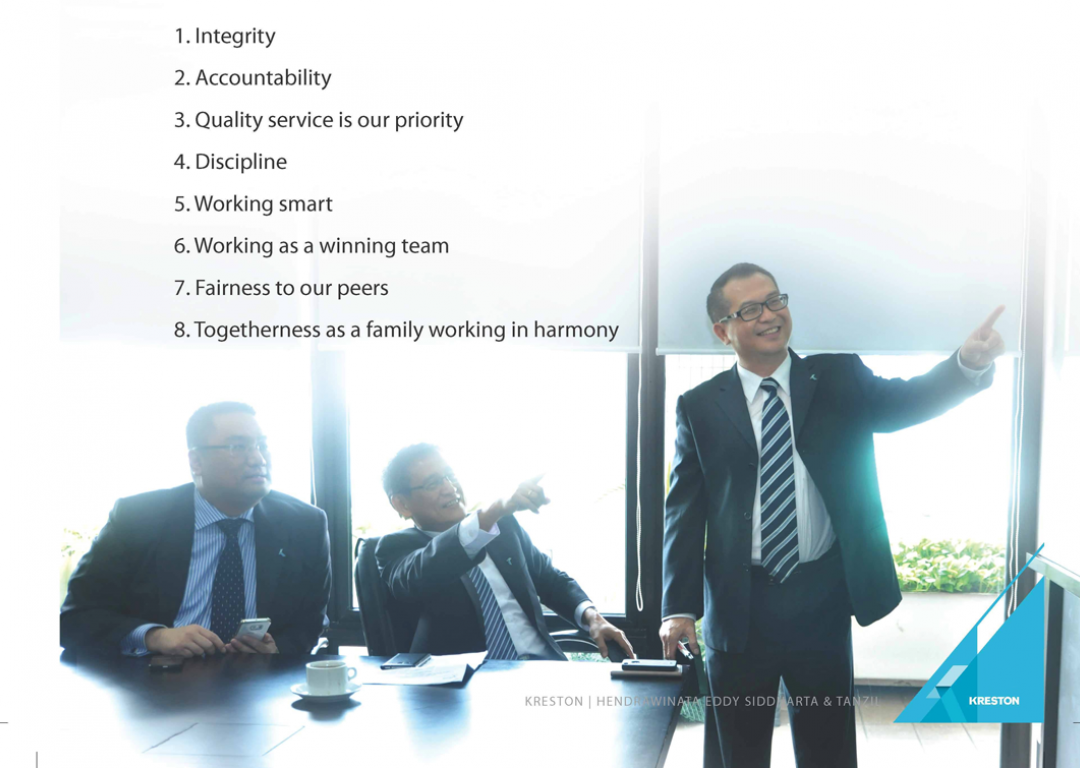 1. Integrity
2. Accountability
3. Quality service is our priority
4. Discipline
5. Working smart
6. Working as a winning team
7. Fairness to our peers
8. Togetherness as a family working in harmony
KRESTON | HENDRAWINATA EDDY SIDDHARTA & TANZIL
KRESTON